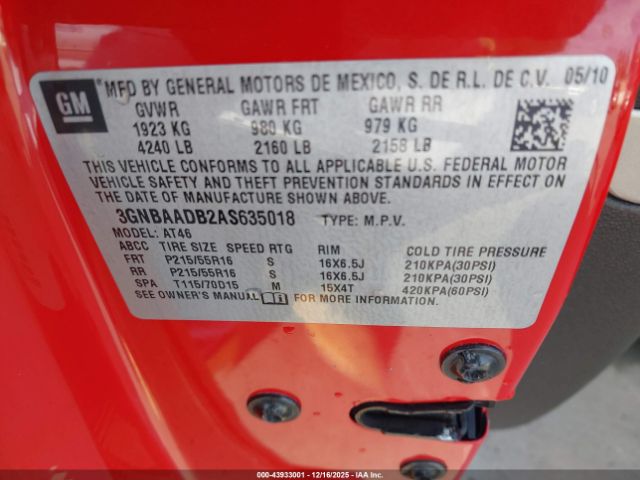 GM
MFD BY GENERAL MOTORS DE MEXICO, S. DE R.L. DE C.V. 05/10
GVWR GAWR FRT GAWR RR
1923 KG 980 KG 979 KG
4240 LB 2160 LB 2158 LB
THIS VEHICLE CONFORMS TO ALL APPLICABLE U.S. FEDERAL MOTOR
VEHICLE SAFETY AND THEFT PREVENTION STANDARDS IN EFFECT ON
THE DATE OF MANUFACTURE SHOWN ABOVE.
3GNBAADB2AS635018 TYPE: M.P.V.
MODEL: AT46
ABCC TIRE SIZE SPEED RTG RIM COLD TIRE PRESSURE
FRT P215/55R16 S 16X6.5J 210KPA(30PSI)
RR P215/55R16 S 16X6.5J 210KPA(30PSI)
SPA T115/70D15 M 15X4T 420KPA(60PSI)
SEE OWNER'S MANUAL FOR MORE INFORMATION.
000-43933001 - 12/16/2025 - IAAI.COM